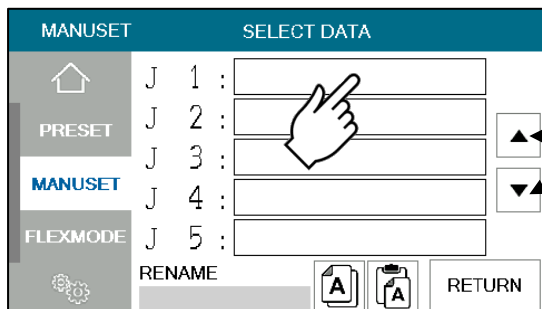 MANUSET SELECT DATA
J 1 :
PRESET
J 2 :
J 3 :
MANUSET
J 4 :
FLEXMODE
J 5 :
RENAME
A
A
RETURN